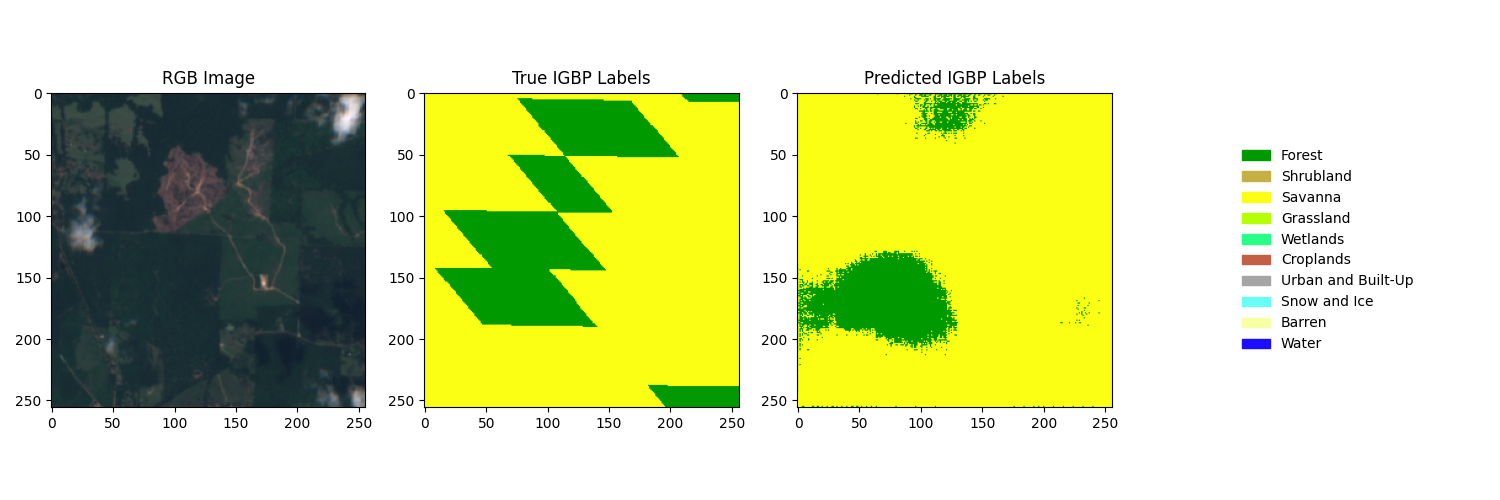 RGB Image
True IGBP Labels
Predicted IGBP Labels
0
50
100
150
200
250
0 50 100 150 200 250
0
50
100
150
200
250
0 50 100 150 200 250
0
50
100
150
200
250
0 50 100 150 200 250
Forest
Shrubland
Savanna
Grassland
Wetlands
Croplands
Urban and Built-Up
Snow and Ice
Barren
Water